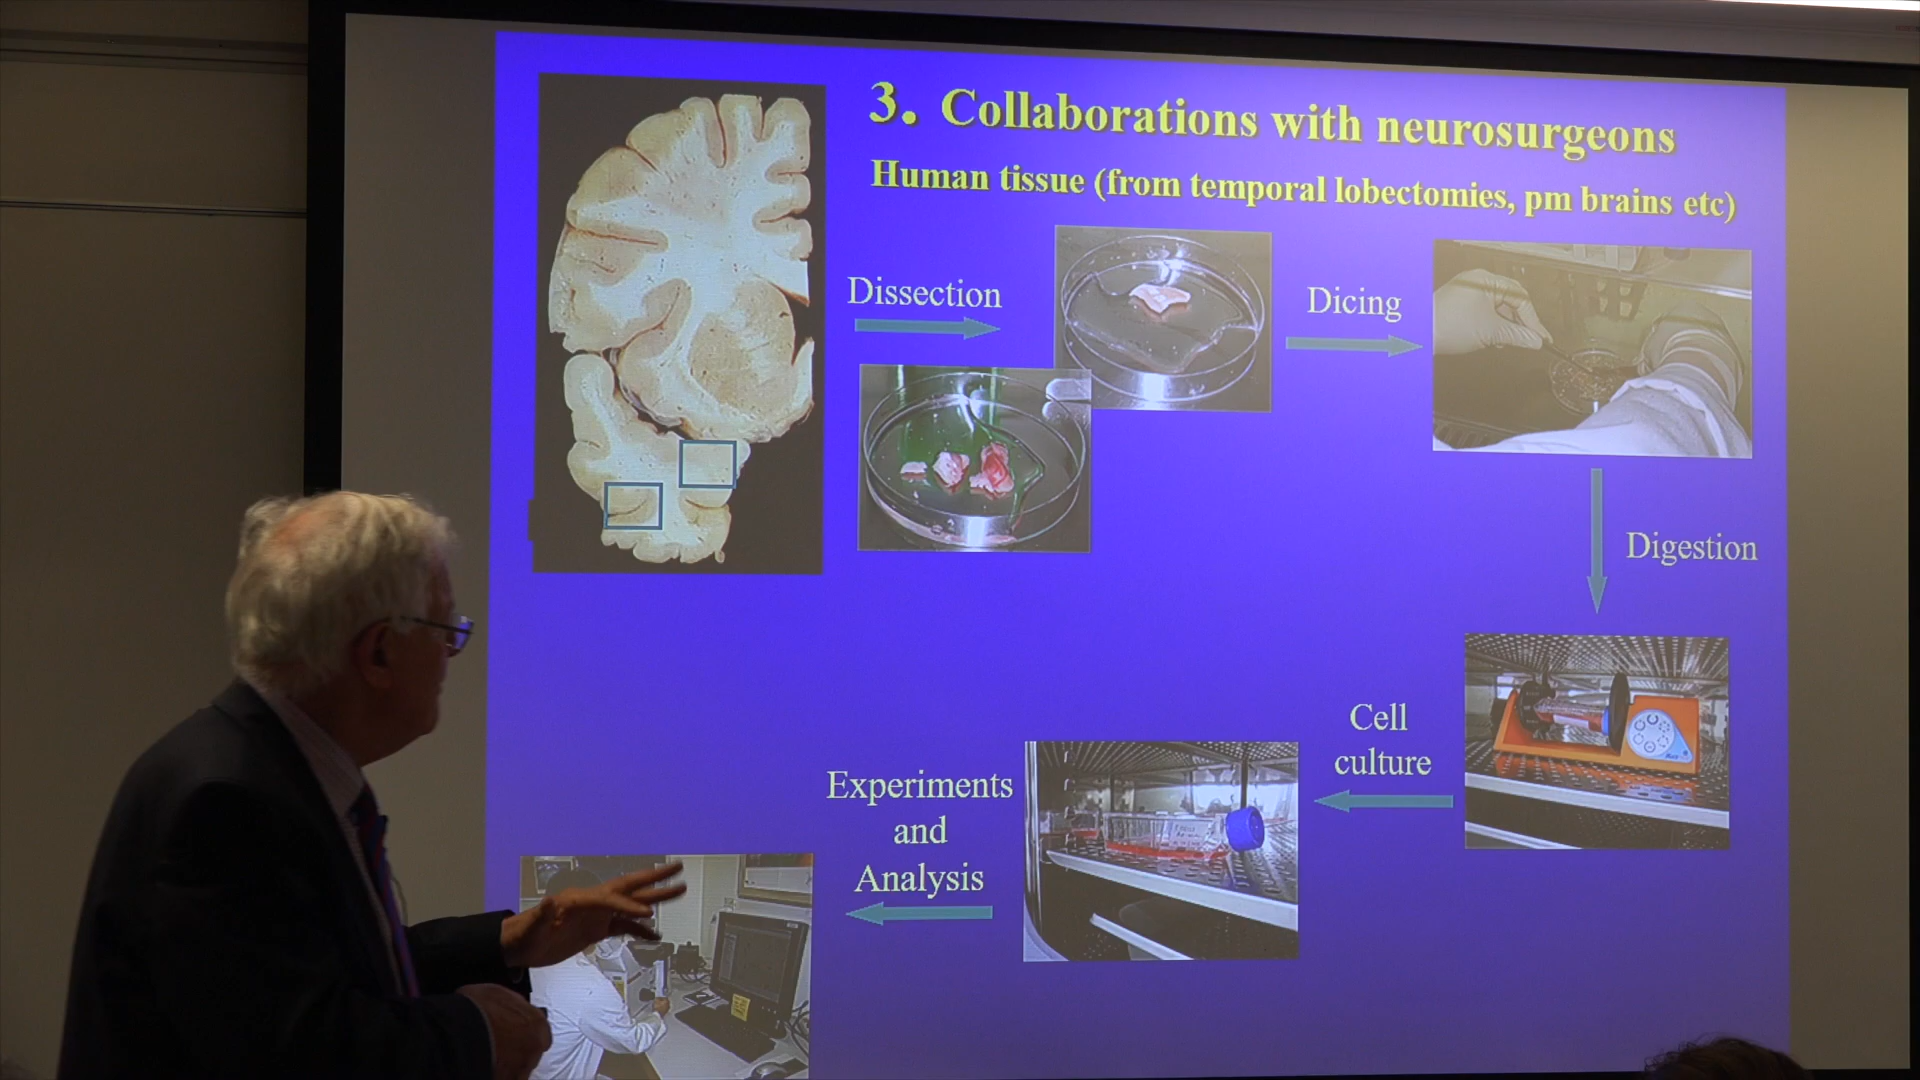 3. Collaborations with neurosurgeons
Human tissue (from temporal lobectomies, pm brains etc)
Dissection
Dicing
Digestion
Cell
culture
Experiments
and
Analysis